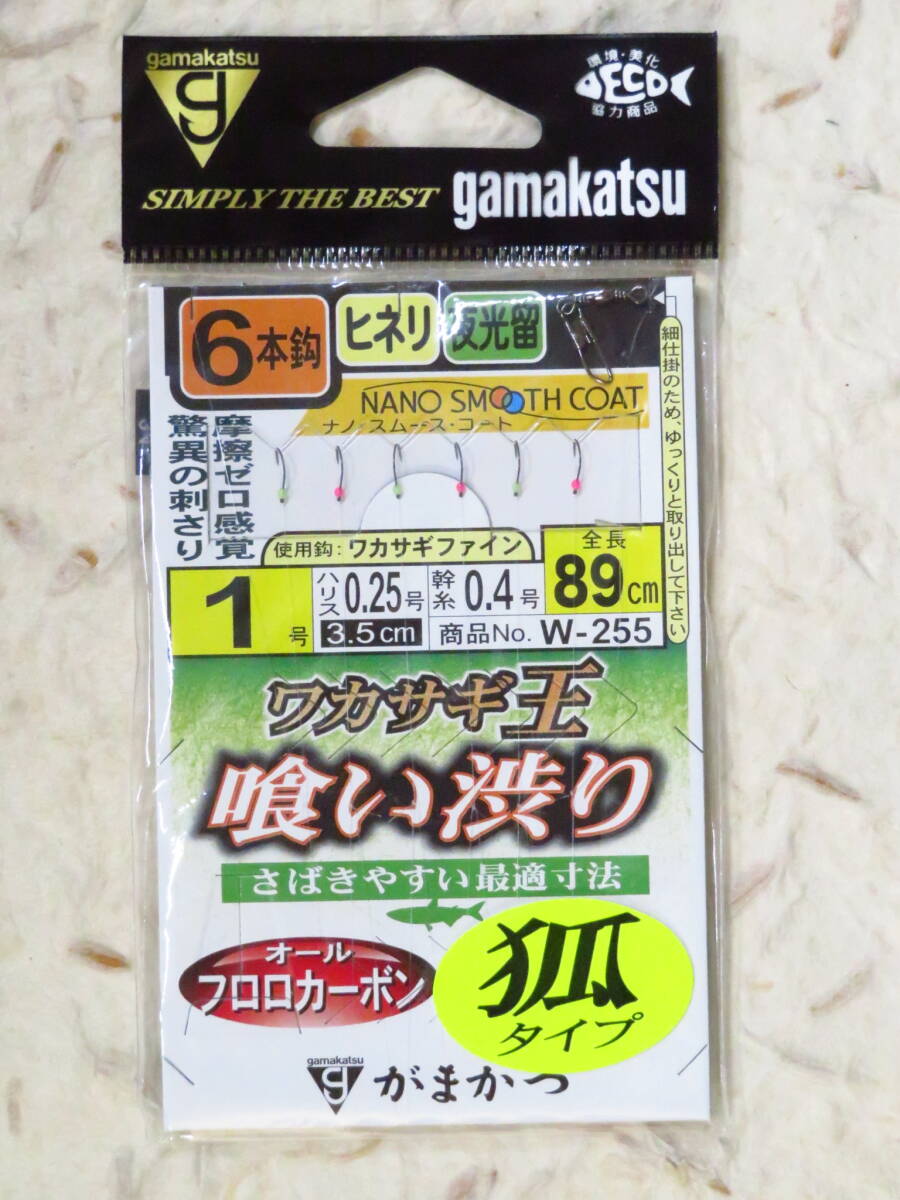 gamakatsu
g
SIMPLY THE BEST
gamakatsu
環境・美化
ECO
協力商品
6本鈎
ヒネリ
夜光留
NANO SMOOTH COAT
ナノ・スムース・コート
摩擦ゼロ感覚
驚異の刺さり
細仕掛のため、ゆっくりと取り出して下さい
使用鈎:ワカサギファイン
1号
ハリス0.25号
3.5cm
幹糸0.4号
全長
89cm
商品No. W-255
ワカサギ王
喰い渋り
さばきやすい最適寸法
オール
フロロカーボン
狐
タイプ
gamakatsu
g
がまかつ